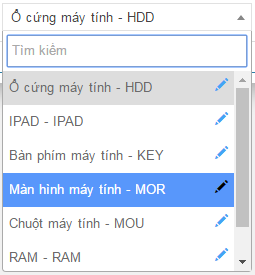 Ổ cứng máy tính - HDD
Tìm kiếm
Ổ cứng máy tính - HDD
IPAD - IPAD
Bàn phím máy tính - KEY
Màn hình máy tính - MOR
Chuột máy tính - MOU
RAM - RAM